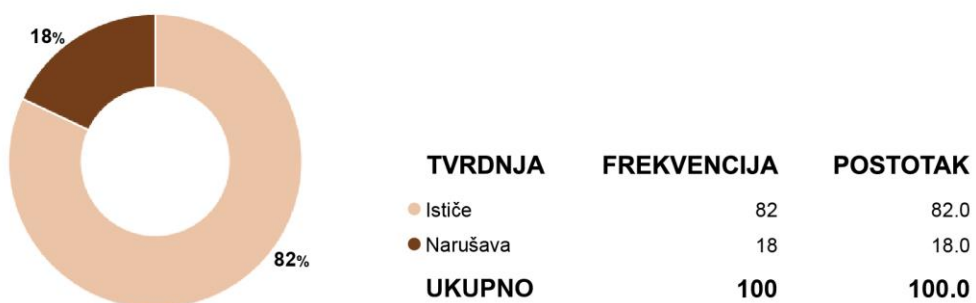 18%
82%
TVRDNJA FREKVENCIJA POSTOTAK
Ističe 82 82.0
Narušava 18 18.0
UKUPNO 100 100.0